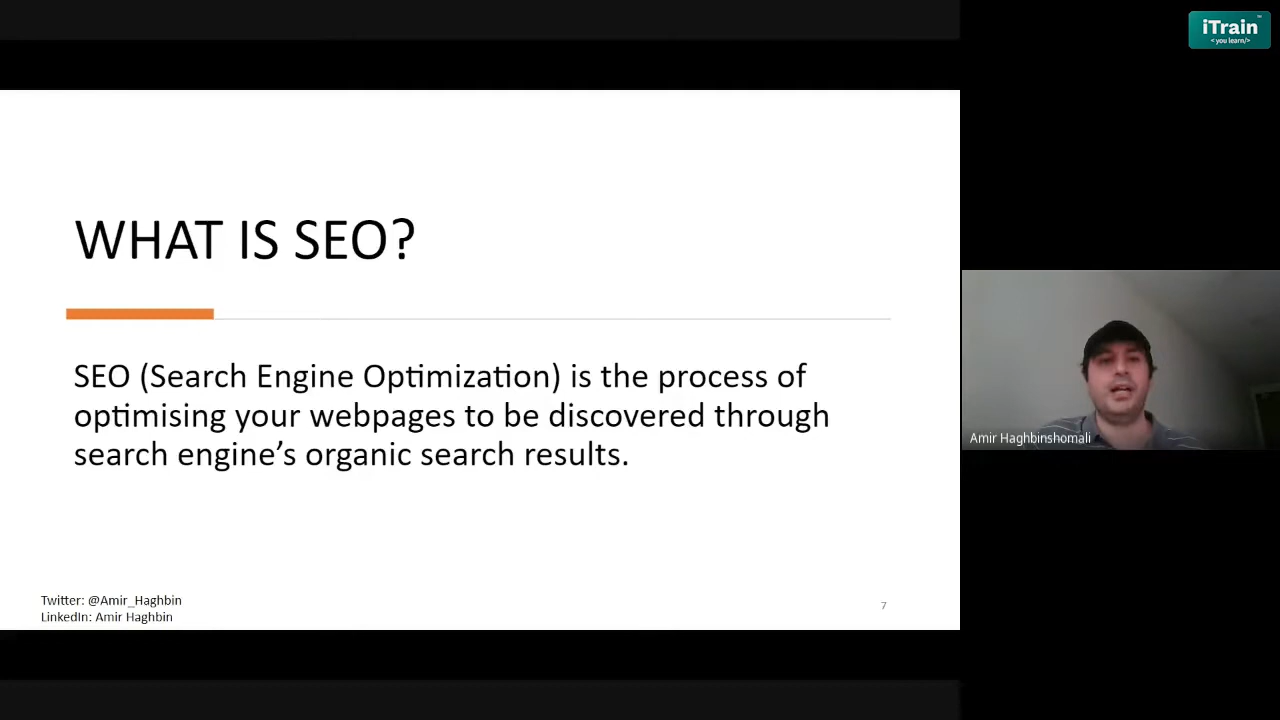 iTrain™
< you learn/>
WHAT IS SEO?
SEO (Search Engine Optimization) is the process of
optimising your webpages to be discovered through
search engine’s organic search results.
Amir Haghbinshomali
Twitter: @Amir_Haghbin
LinkedIn: Amir Haghbin
7